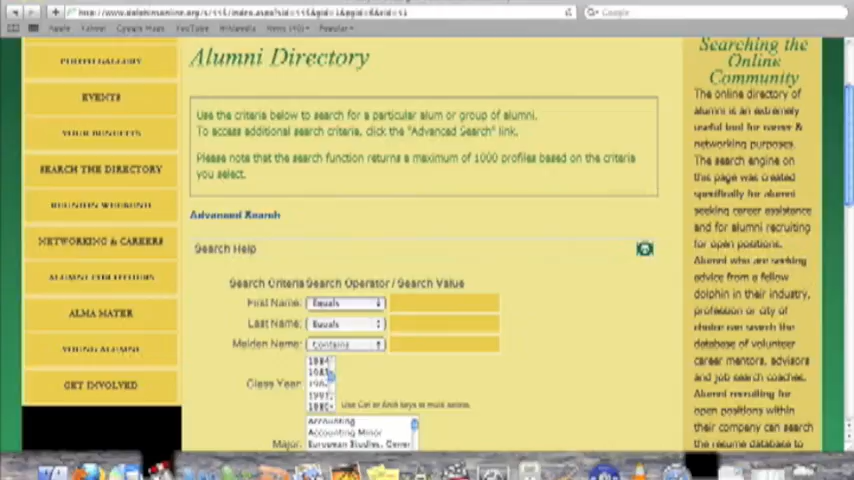 Google
Apple
YouTube
Wikipedia
Popular
Alumni Directory
EVENTS
YOUR BENEFITS
SEARCH THE DIRECTORY
REUNION WEEKEND
NETWORKING & CAREERS
ALMA MATER
YOUNG ALUMNI
GET INVOLVED
Use the criteria below to search for a particular alum or group of alumni.
To access additional search criteria, click the "Advanced Search" link.
Please note that the search function returns a maximum of 1000 profiles based on the criteria
you select.
Advanced Search
Search Help
Search Criteria Search Operator / Search Value
First Name: Equals
Last Name: Equals
Maiden Name: Contains
Class Year:
Use Ctrl or Shift keys to multi select.
Major:
Accounting
Accounting Minor
European Studies,
Searching the
Online
Community
The online directory of
alumni is an extremely
useful tool for career &
networking purposes.
The search engine on
this page was created
specifically for alumni
seeking career assistance
and for alumni recruiting
for open positions.
Alumni who are seeking
advice from a fellow
dolphin in their industry,
profession or city of
choice can search the
database of volunteer
career mentors, advisors
and job search coaches.
Alumni recruiting for
open positions within
their company can search
the resume database to